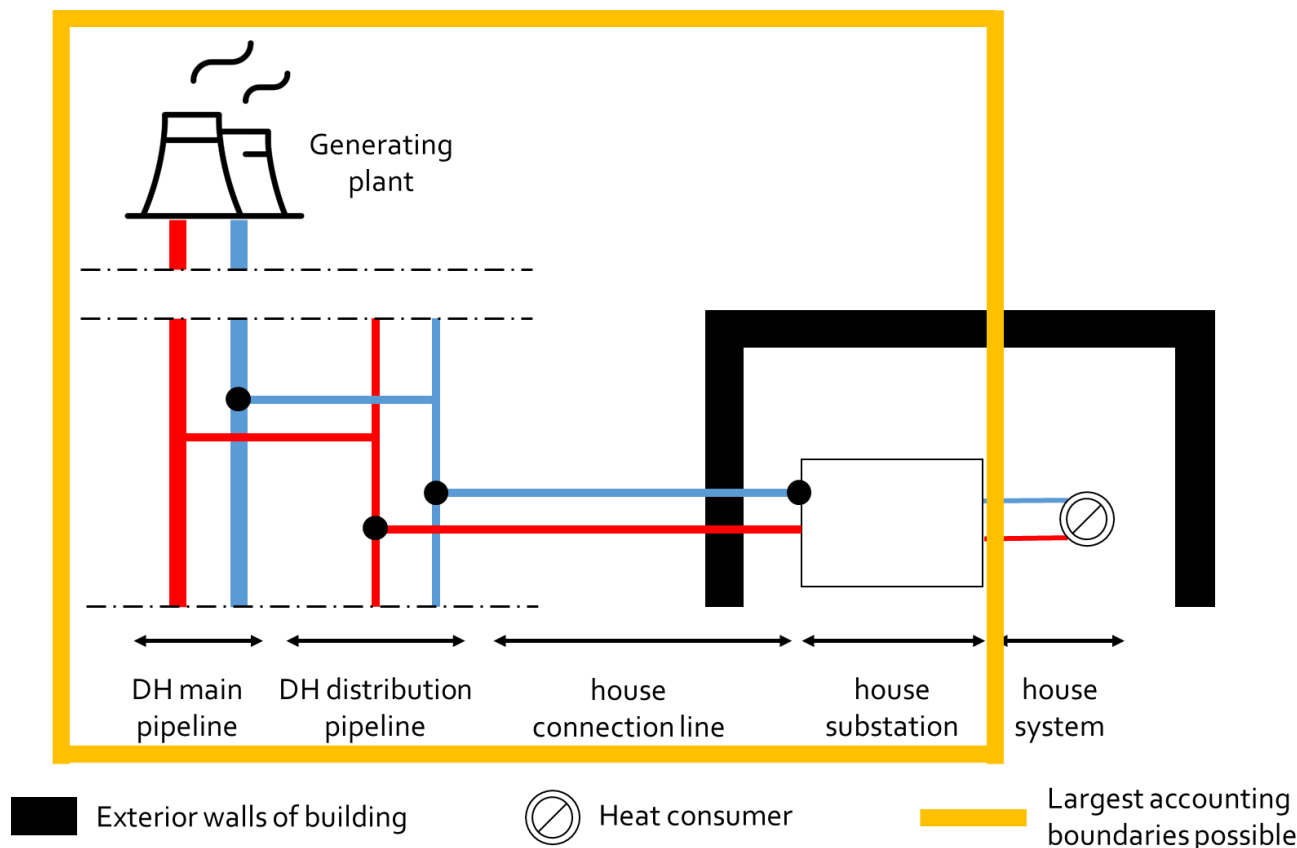 Generating
plant
DH main
pipeline
DH distribution
pipeline
house
connection line
house
substation
house
system
Exterior walls of building
Heat consumer
Largest accounting
boundaries possible